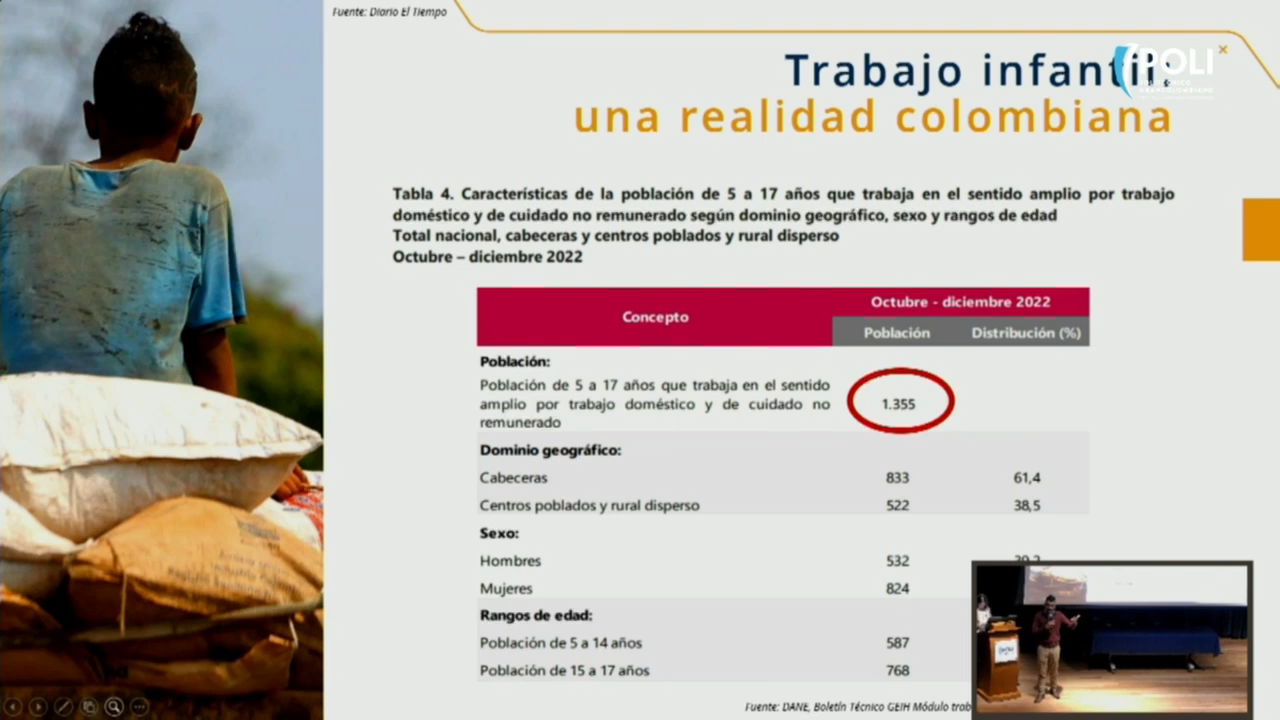 Fuente: Diario El Tiempo
Trabajo infantil:
una realidad colombiana
POLI
Tabla 4. Características de la población de 5 a 17 años que trabaja en el sentido amplio por trabajo
doméstico y de cuidado no remunerado según dominio geográfico, sexo y rangos de edad
Total nacional, cabeceras y centros poblados y rural disperso
Octubre – diciembre 2022
Concepto
Octubre - diciembre 2022
Población Distribución (%)
Población:
Población de 5 a 17 años que trabaja en el sentido
amplio por trabajo doméstico y de cuidado no
remunerado
1.355
Dominio geográfico:
Cabeceras 833 61,4
Centros poblados y rural disperso 522 38,5
Sexo:
Hombres 532
Mujeres 824
Rangos de edad:
Población de 5 a 14 años 587
Población de 15 a 17 años 768
Fuente: DANE, Boletín Técnico GEIH Módulo